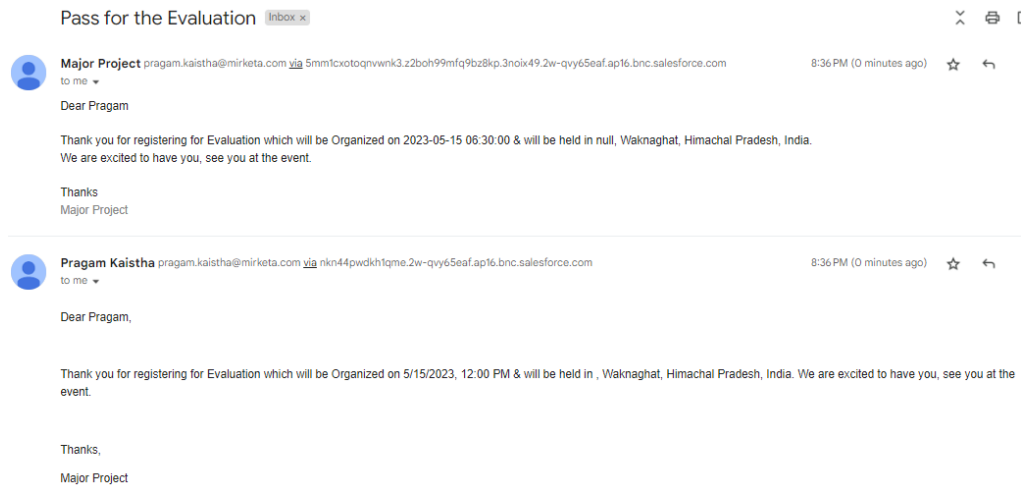 Pass for the Evaluation Inbox ×
Major Project pragam.kaistha@mirketa.com via 5mm1cxotoqnvwnk3.z2boh99mfq9bz8kp.3noix49.2w-qvy65eaf.ap16.bnc.salesforce.com 8:36 PM (0 minutes ago)
to me
Dear Pragam
Thank you for registering for Evaluation which will be Organized on 2023-05-15 06:30:00 & will be held in null, Waknaghat, Himachal Pradesh, India.
We are excited to have you, see you at the event.
Thanks
Major Project
Pragam Kaistha pragam.kaistha@mirketa.com via nkn44pwdkh1qme.2w-qvy65eaf.ap16.bnc.salesforce.com 8:36 PM (0 minutes ago)
to me
Dear Pragam,
Thank you for registering for Evaluation which will be Organized on 5/15/2023, 12:00 PM & will be held in , Waknaghat, Himachal Pradesh, India. We are excited to have you, see you at the
event.
Thanks,
Major Project